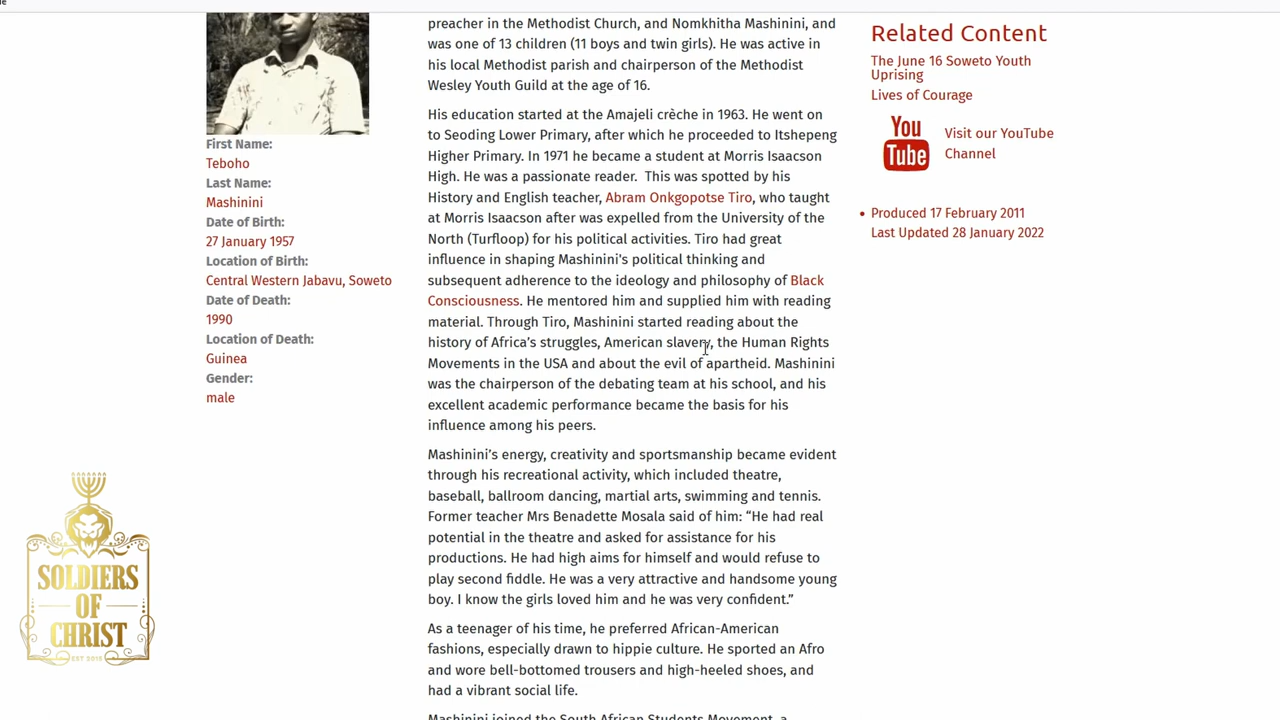 First Name:
Teboho
Last Name:
Mashinini
Date of Birth:
27 January 1957
Location of Birth:
Central Western Jabavu, Soweto
Date of Death:
1990
Location of Death:
Guinea
Gender:
male
SOLDIERS
OF
CHRIST
preacher in the Methodist Church, and Nomkhitha Mashinini, and
was one of 13 children (11 boys and twin girls). He was active in
his local Methodist parish and chairperson of the Methodist
Wesley Youth Guild at the age of 16.
His education started at the Amajeli crèche in 1963. He went on
to Seoding Lower Primary, after which he proceeded to Itshepeng
Higher Primary. In 1971 he became a student at Morris Isaacson
High. He was a passionate reader. This was spotted by his
History and English teacher, Abram Onkgopotse Tiro, who taught
at Morris Isaacson after was expelled from the University of the
North (Turfloop) for his political activities. Tiro had great
influence in shaping Mashinini's political thinking and
subsequent adherence to the ideology and philosophy of Black
Consciousness. He mentored him and supplied him with reading
material. Through Tiro, Mashinini started reading about the
history of Africa's struggles, American slavery, the Human Rights
Movements in the USA and about the evil of apartheid. Mashinini
was the chairperson of the debating team at his school, and his
excellent academic performance became the basis for his
influence among his peers.
Mashinini's energy, creativity and sportsmanship became evident
through his recreational activity, which included theatre,
baseball, ballroom dancing, martial arts, swimming and tennis.
Former teacher Mrs Benadette Mosala said of him: “He had real
potential in the theatre and asked for assistance for his
productions. He had high aims for himself and would refuse to
play second fiddle. He was a very attractive and handsome young
boy. I know the girls loved him and he was very confident.”
As a teenager of his time, he preferred African-American
fashions, especially drawn to hippie culture. He sported an Afro
and wore bell-bottomed trousers and high-heeled shoes, and
had a vibrant social life.
Mashinini joined the South African Students Movement, a
Related Content
The June 16 Soweto Youth
Uprising
Lives of Courage
You
Tube
Visit our YouTube
Channel
Produced 17 February 2011
Last Updated 28 January 2022